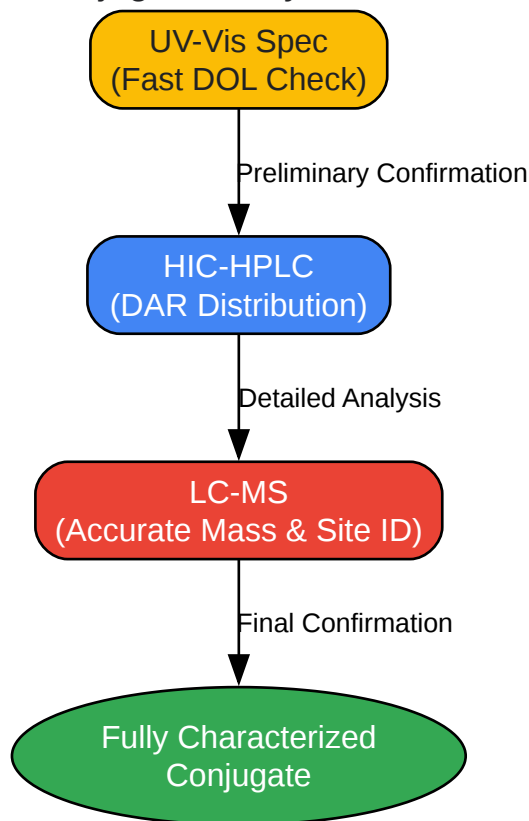 UV-Vis Spec
(Fast DOL Check)
Preliminary Confirmation
HIC-HPLC
(DAR Distribution)
Detailed Analysis
LC-MS
(Accurate Mass & Site ID)
Final Confirmation
Fully Characterized
Conjugate